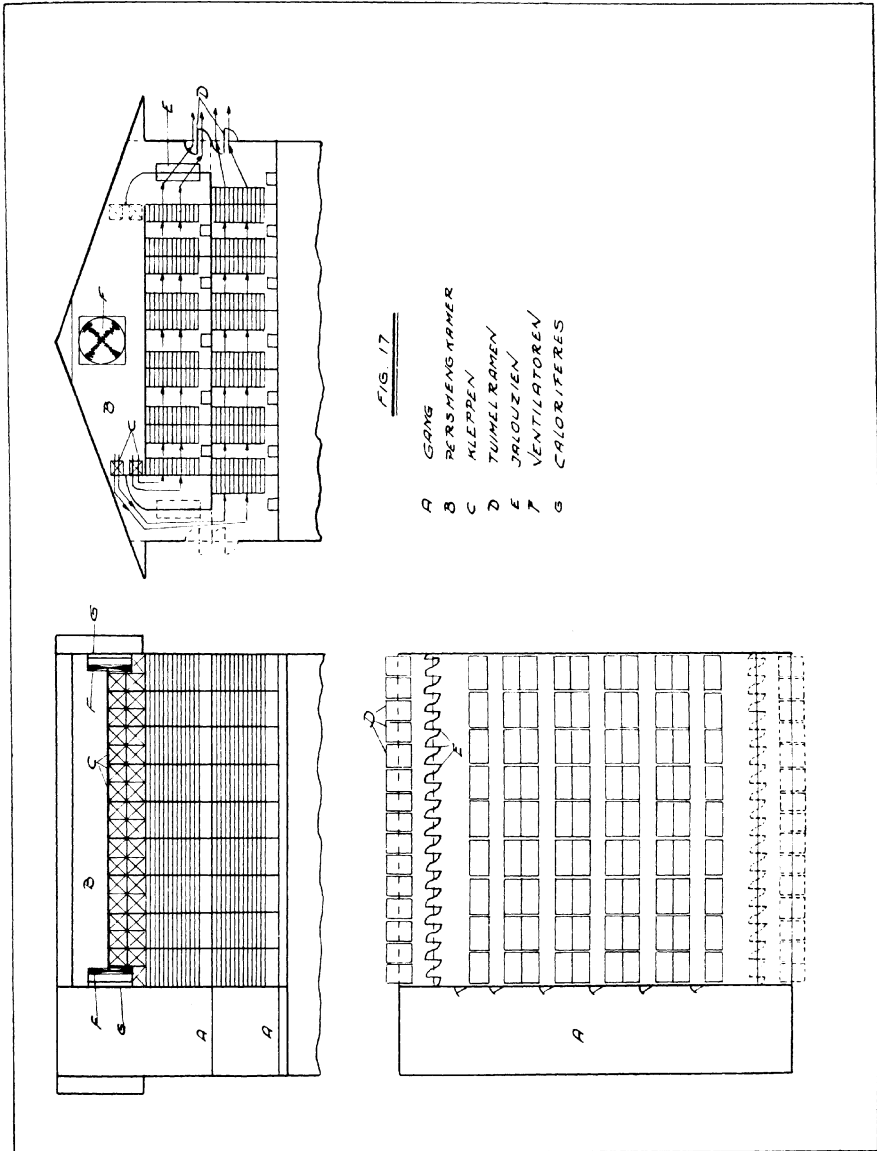 B
F
C
F
G
G
A
A
B
C
F
E
D
D
E
A
FIG. 17
A GANG
B PERSMENGKAMER
C KLEPPEN
D TUIMELRAMEN
E JALOUZIEN
F VENTILATOREN
G CALORIFERES